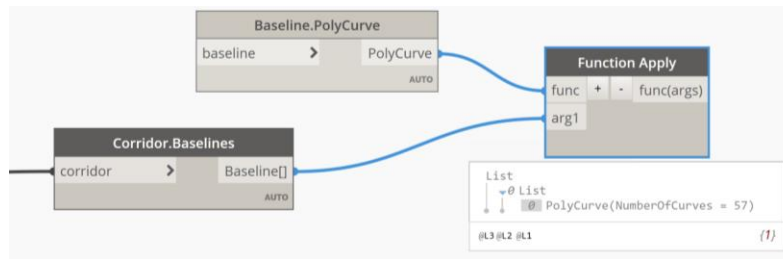 Baseline.PolyCurve
baseline > PolyCurve
AUTO
Function Apply
func + - func(args)
arg1
Corridor.Baselines
corridor > Baseline[]
AUTO
List
0 List
0 PolyCurve(NumberOfCurves = 57)
@L3 @L2 @L1 {1}